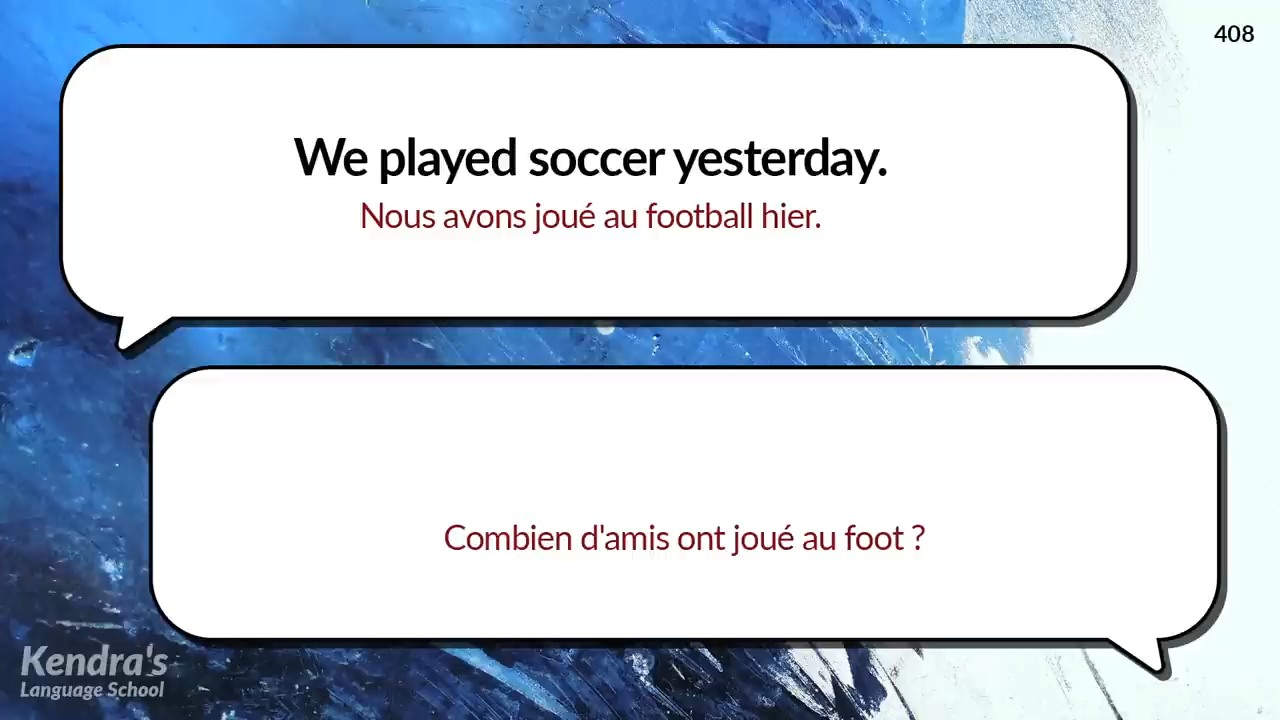 408
We played soccer yesterday.
Nous avons joué au football hier.
Combien d'amis ont joué au foot ?
Kendra's
Language School